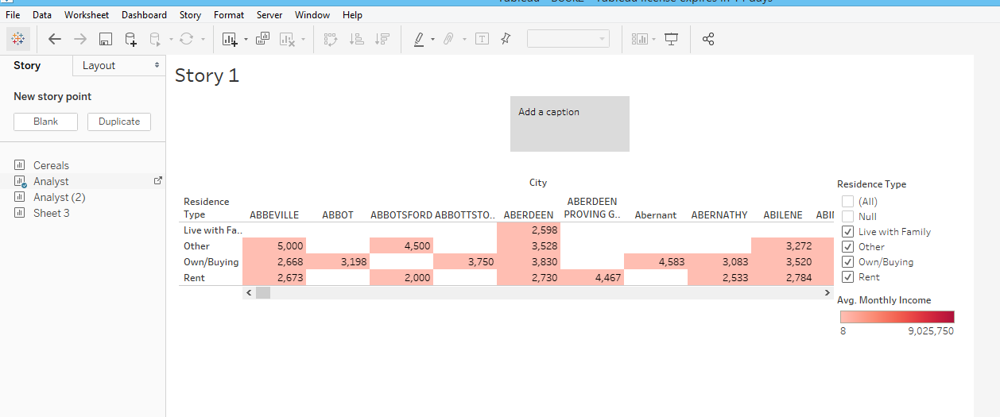 File Data Worksheet Dashboard Story Format Server Window Help
Story Layout
Story 1
New story point
Blank Duplicate
Add a caption
Cereals
Analyst
Analyst (2)
Sheet 3
City
Residence Type
Residence
Type ABBEVILLE ABBOT ABBOTSFORD ABBOTTSTO.. ABERDEEN ABERDEEN PROVING G.. Abernant ABERNATHY ABILENE
Live with Fa.. 2,598
Other 5,000 4,500 3,528 3,272
Own/Buying 2,668 3,198 3,750 3,830 4,583 3,083 3,520
Rent 2,673 2,000 2,730 4,467 2,533 2,784
(All)
Null
Live with Family
Other
Own/Buying
Rent
Avg. Monthly Income
8 9,025,750